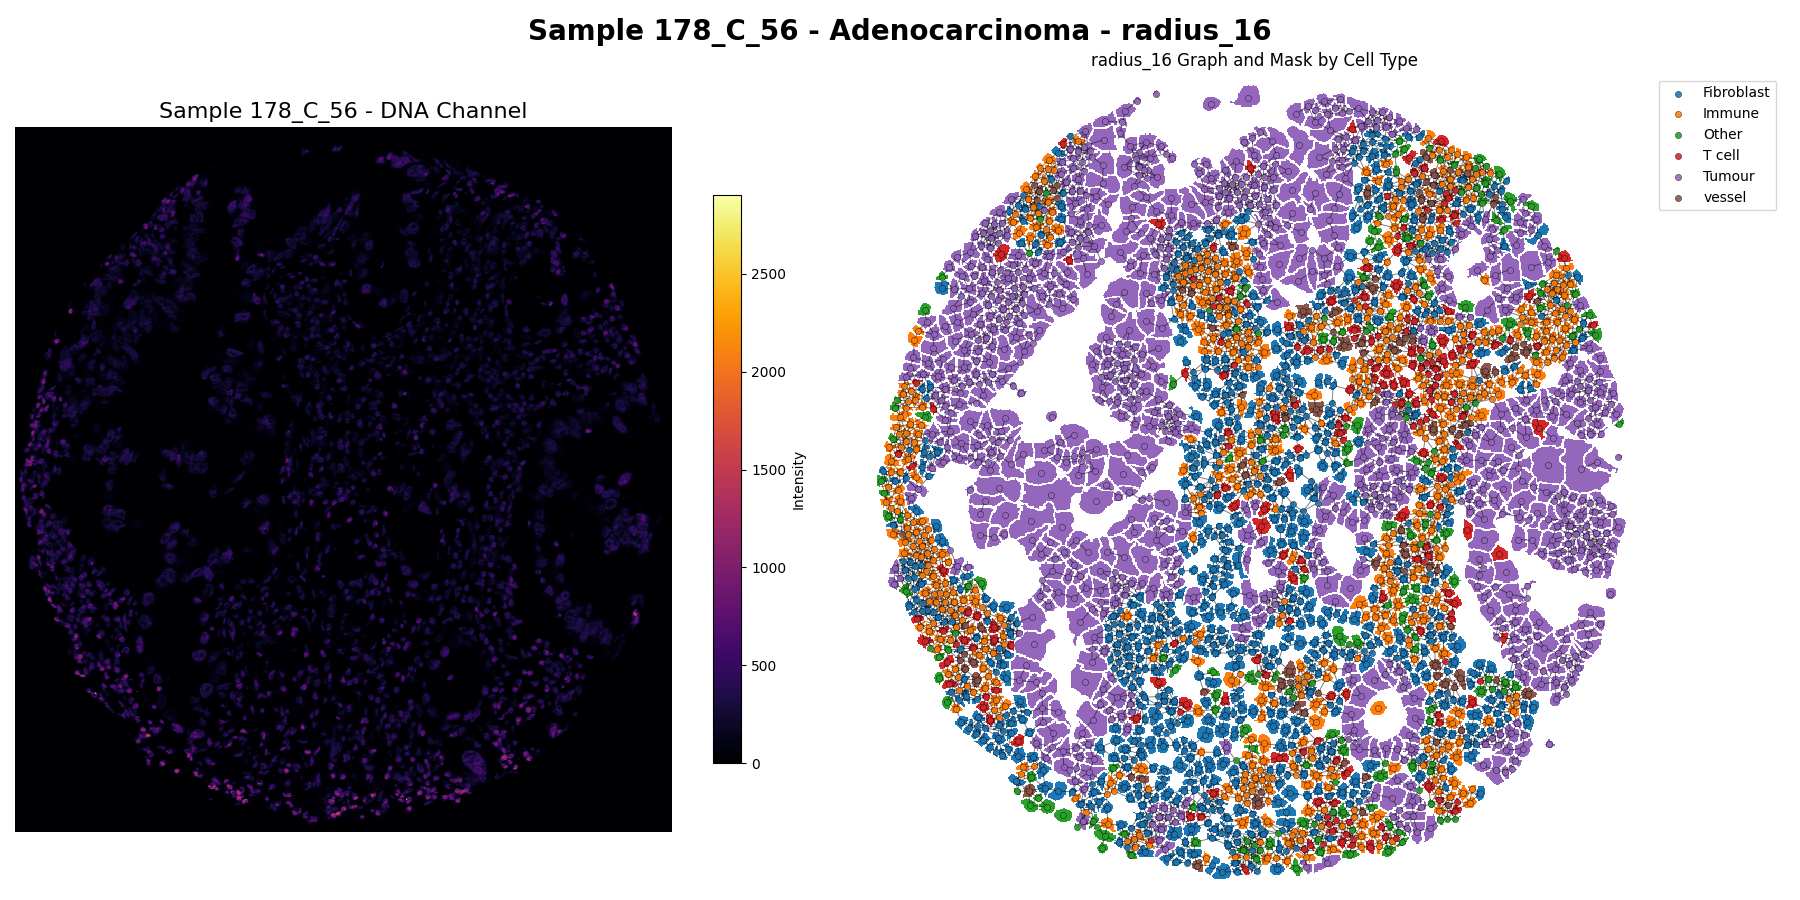 Sample 178_C_56 - Adenocarcinoma - radius_16
radius_16 Graph and Mask by Cell Type
Sample 178_C_56 - DNA Channel
Fibroblast
Immune
Other
T cell
Tumour
vessel
2500
2000
1500
1000
500
0
Intensity